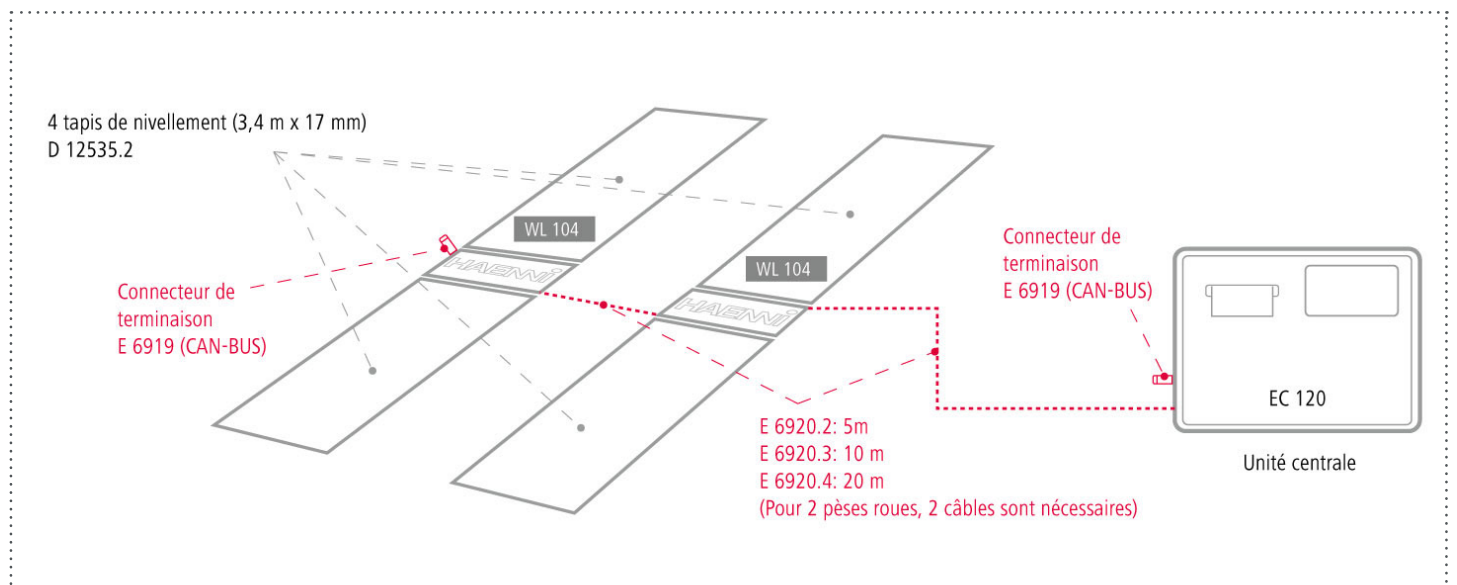 4 tapis de nivellement (3,4 m x 17 mm)
D 12535.2
WL 104
HAENNI
WL 104
HAENNI
Connecteur de
terminaison
E 6919 (CAN-BUS)
Connecteur de
terminaison
E 6919 (CAN-BUS)
E 6920.2: 5m
E 6920.3: 10 m
E 6920.4: 20 m
(Pour 2 pèses roues, 2 câbles sont nécessaires)
EC 120
Unité centrale